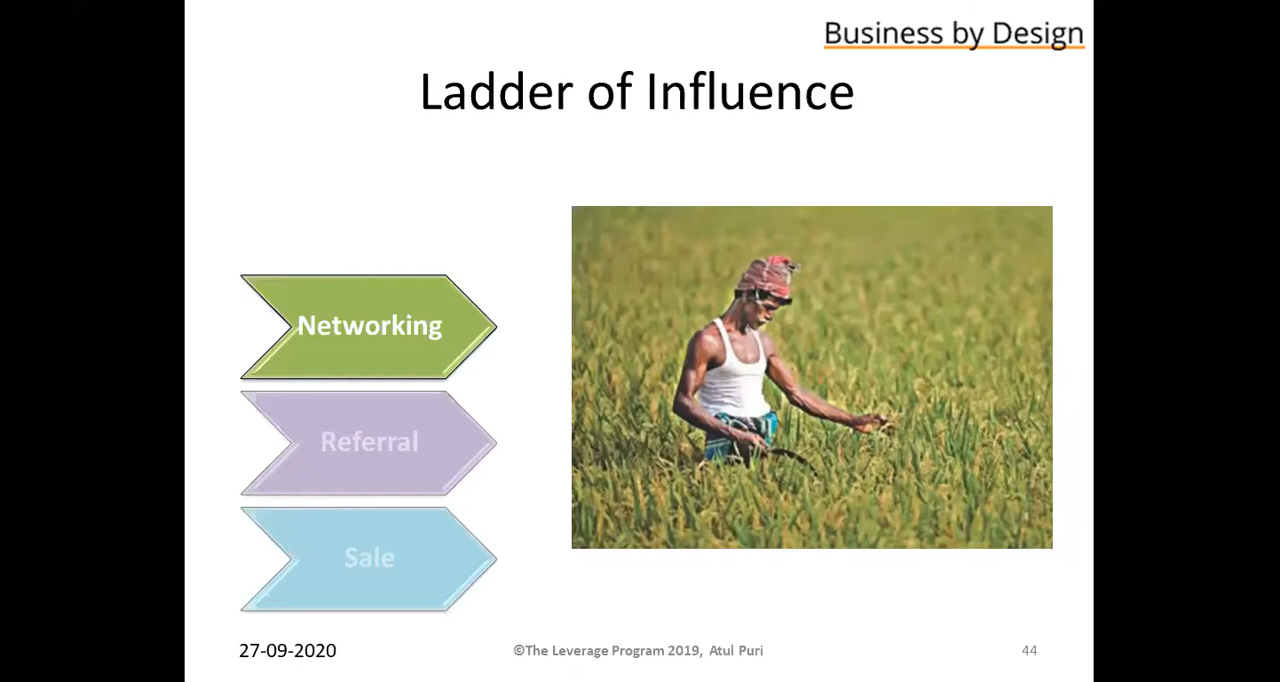 Business by Design
Ladder of Influence
Networking
Referral
Sale
27-09-2020
©The Leverage Program 2019, Atul Puri
44